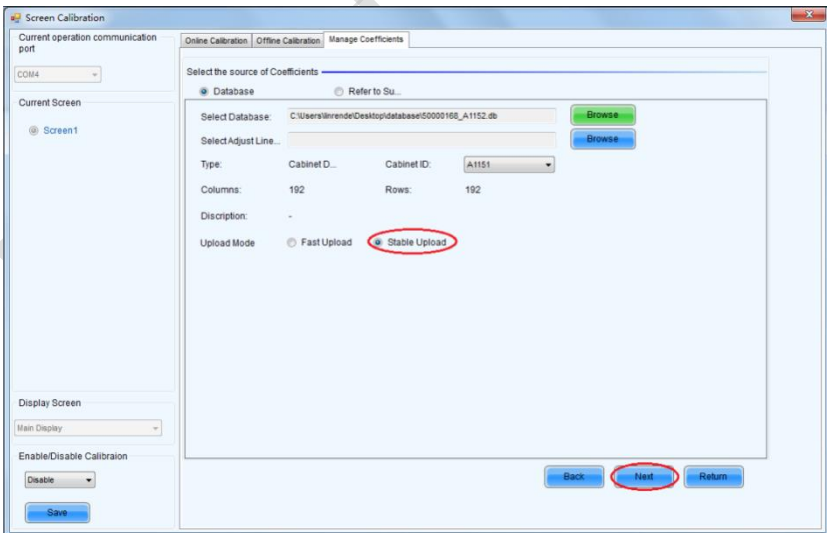 Screen Calibration
Current operation communication
port
COM4
Current Screen
Screen1
Display Screen
Main Display
Enable/Disable Calibraion
Disable
Save
Online Calibration Offline Calibration Manage Coefficients
Select the source of Coefficients
Database Refer to Su...
Select Database: C:\Users\linrende\Desktop\database\50000168_A1152.db Browse
Select Adjust Line... Browse
Type: Cabinet D... Cabinet ID: A1151
Columns: 192 Rows: 192
Discription: -
Upload Mode Fast Upload Stable Upload
Back Next Return